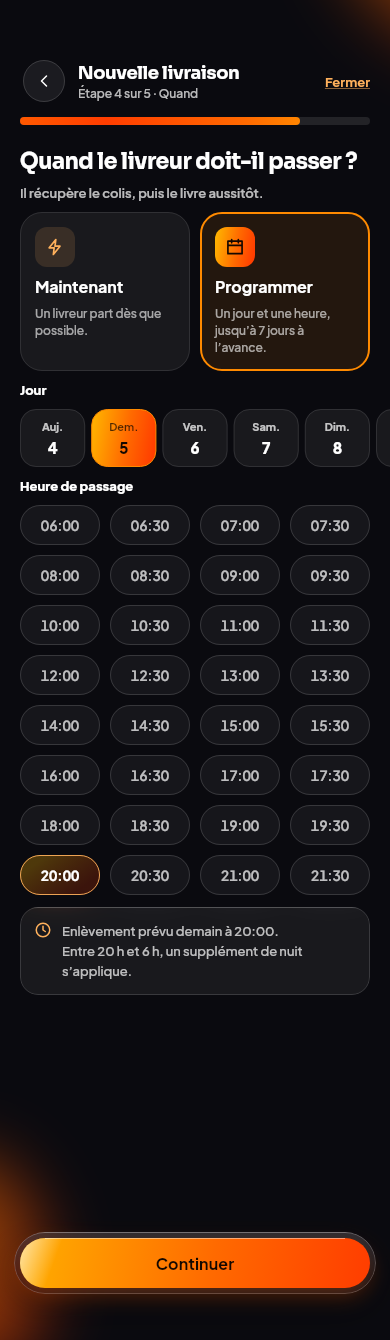 Nouvelle livraison
Étape 4 sur 5 · Quand
Fermer
Quand le livreur doit-il passer ?
Il récupère le colis, puis le livre aussitôt.
Maintenant
Un livreur part dès que
possible.
Programmer
Un jour et une heure,
jusqu’à 7 jours à
l’avance.
Jour
Auj. Dem. Ven. Sam. Dim.
4 5 6 7 8
Heure de passage
06:00 06:30 07:00 07:30
08:00 08:30 09:00 09:30
10:00 10:30 11:00 11:30
12:00 12:30 13:00 13:30
14:00 14:30 15:00 15:30
16:00 16:30 17:00 17:30
18:00 18:30 19:00 19:30
20:00 20:30 21:00 21:30
Enlèvement prévu demain à 20:00.
Entre 20 h et 6 h, un supplément de nuit
s’applique.
Continuer